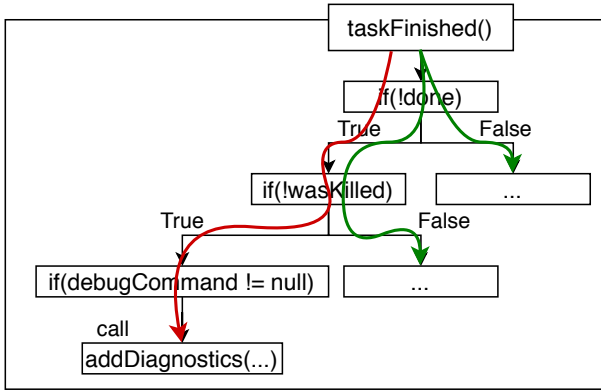 taskFinished()
if(!done)
True
False
if(!wasKilled)
...
True
False
if(debugCommand != null)
...
call
addDiagnostics(...)